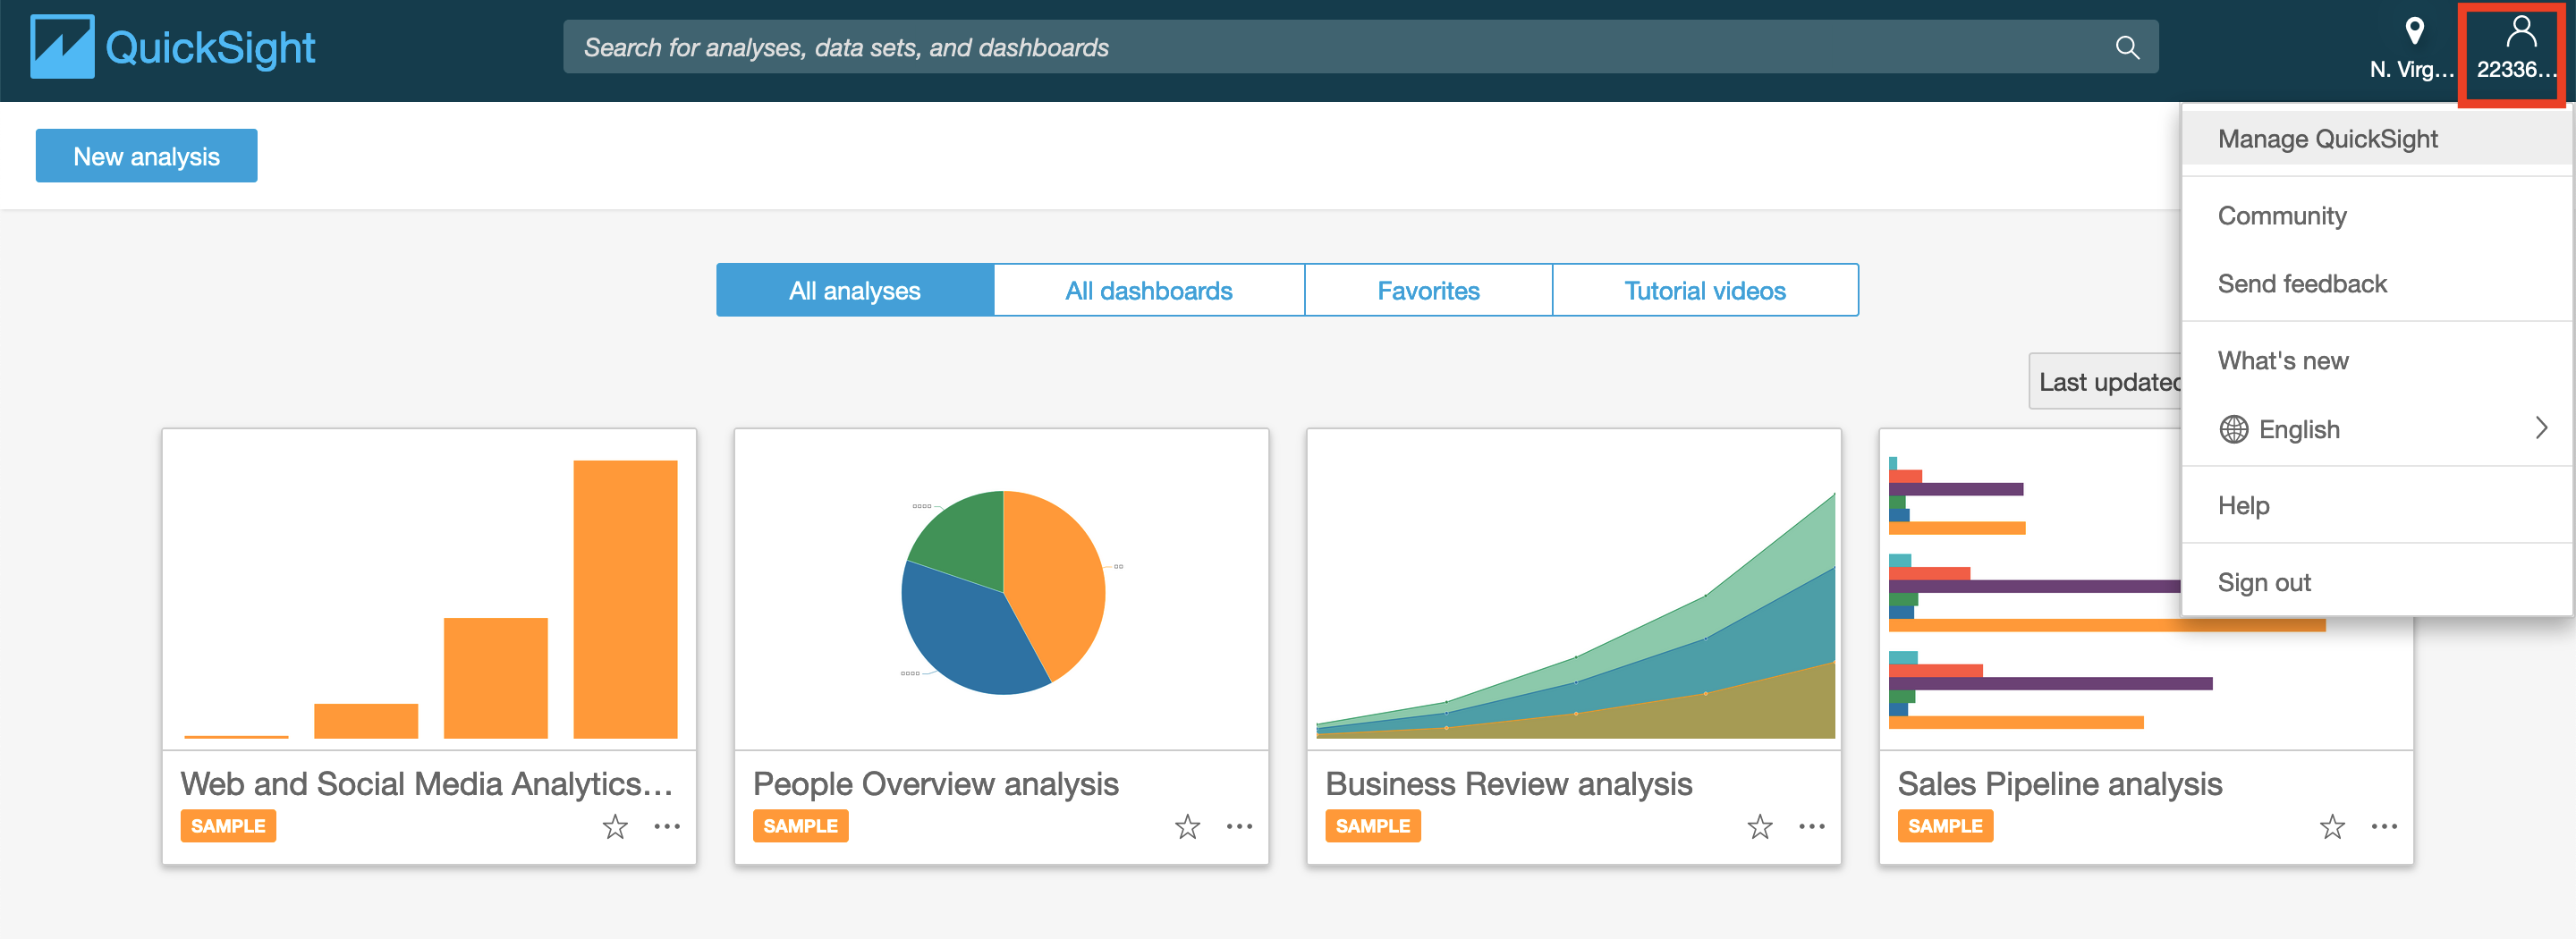 QuickSight
Search for analyses, data sets, and dashboards
N. Virg...
22336...
New analysis
Manage QuickSight
Community
Send feedback
What's new
English
Help
Sign out
All analyses
All dashboards
Favorites
Tutorial videos
Last updated
Web and Social Media Analytics...
SAMPLE
People Overview analysis
SAMPLE
Business Review analysis
SAMPLE
Sales Pipeline analysis
SAMPLE